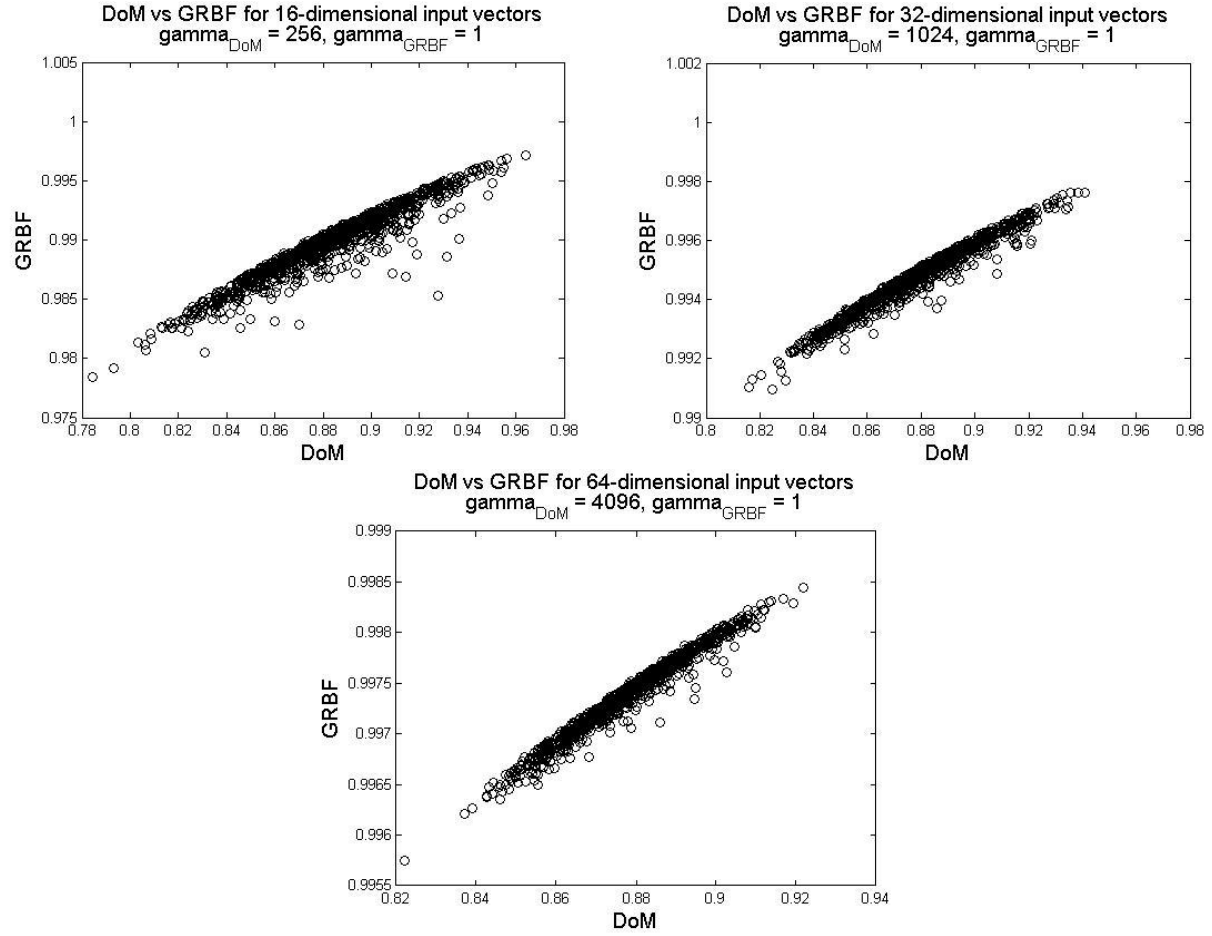 DoM vs GRBF for 16-dimensional input vectors
gamma_DoM = 256, gamma_GRBF = 1
1.005
1
0.995
0.99
0.985
0.98
0.975
GRBF
0.78 0.8 0.82 0.84 0.86 0.88 0.9 0.92 0.94 0.96 0.98
DoM
DoM vs GRBF for 32-dimensional input vectors
gamma_DoM = 1024, gamma_GRBF = 1
1.002
1
0.998
0.996
0.994
0.992
0.99
GRBF
0.8 0.82 0.84 0.86 0.88 0.9 0.92 0.94 0.96 0.98
DoM
DoM vs GRBF for 64-dimensional input vectors
gamma_DoM = 4096, gamma_GRBF = 1
0.999
0.9985
0.998
0.9975
0.997
0.9965
0.996
0.9955
GRBF
0.82 0.84 0.86 0.88 0.9 0.92 0.94
DoM